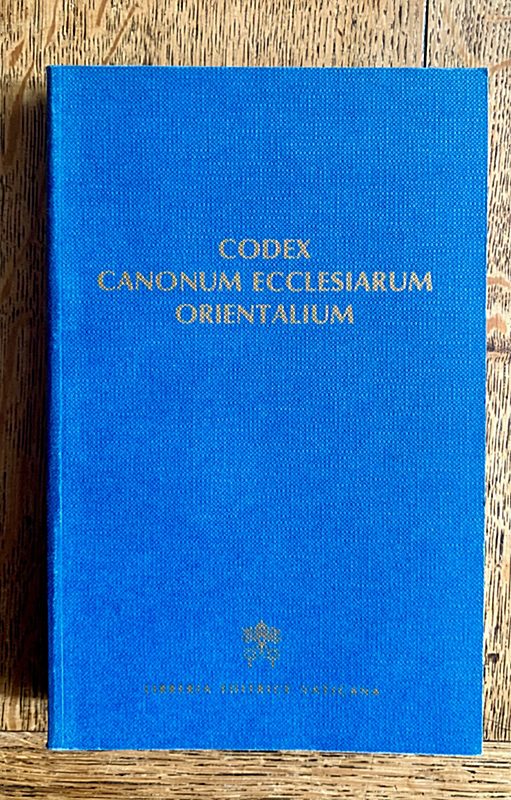 CODEX
CANONUM ECCLESIARUM
ORIENTALIUM
LIBRERIA EDITRICE VATICANA